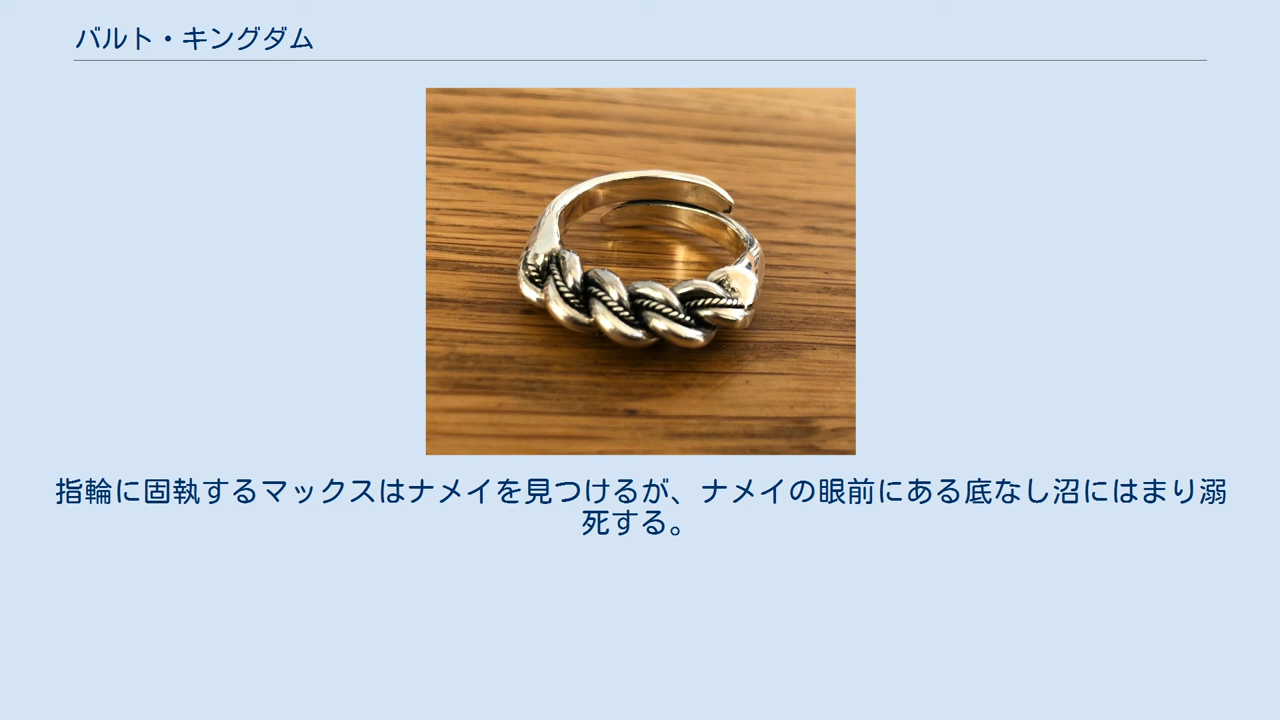 バルト・キングダム
指輪に固執するマックスはナメイを見つけるが、ナメイの眼前にある底なし沼にはまり溺
死する。